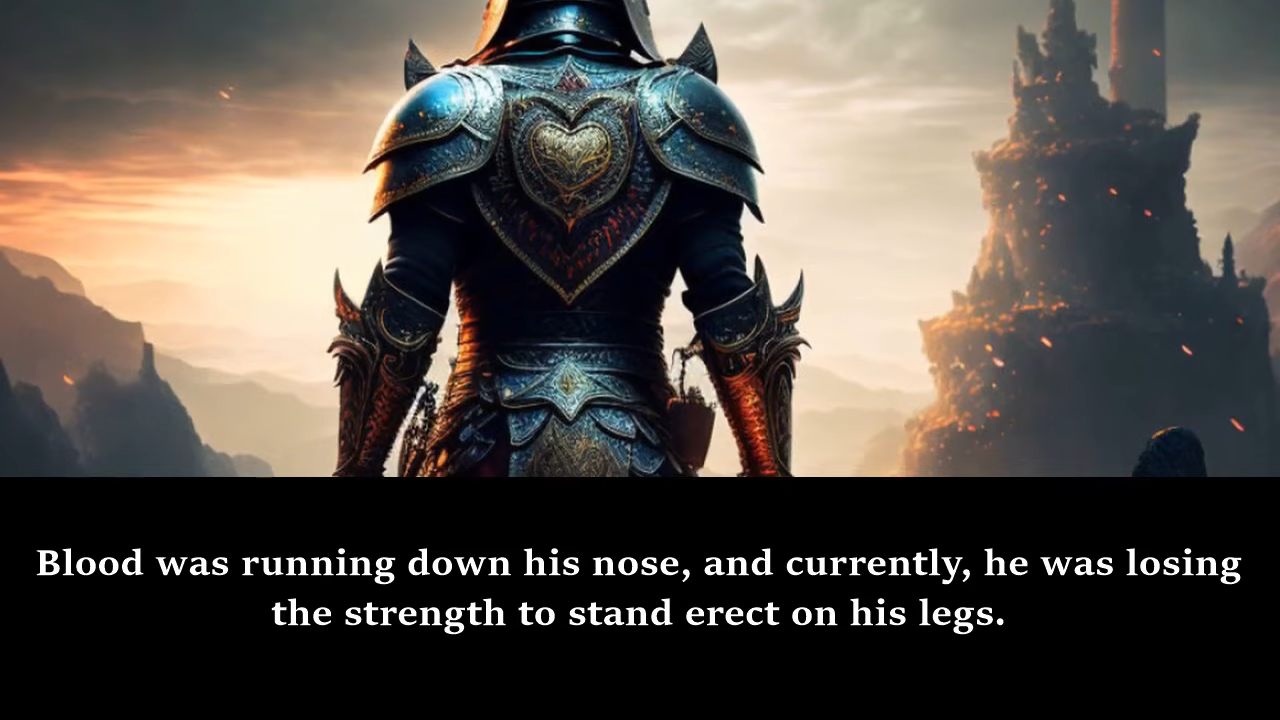 Blood was running down his nose, and currently, he was losing
the strength to stand erect on his legs.